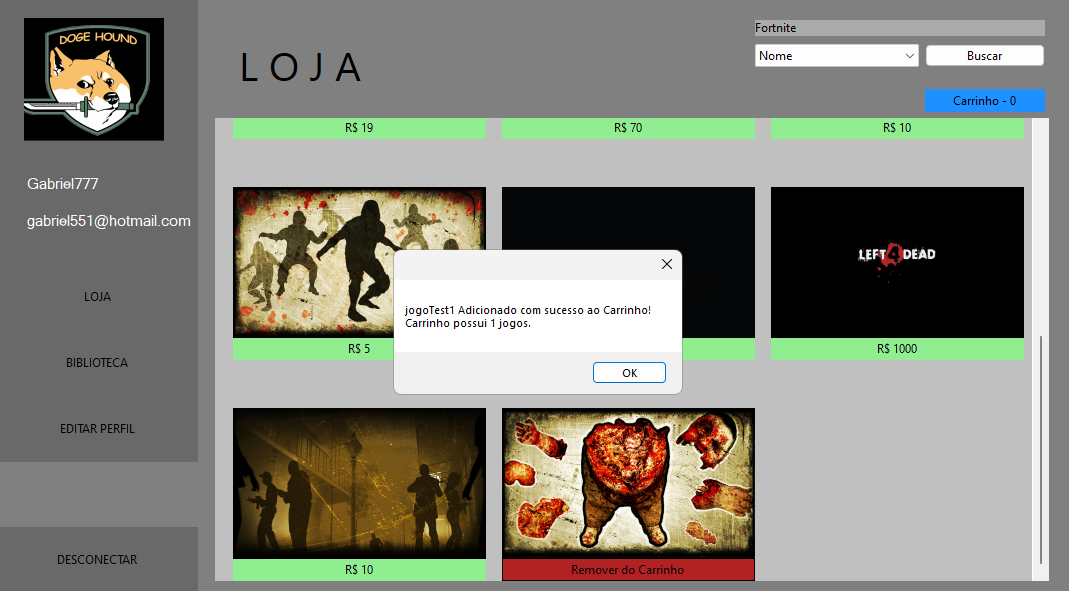 DOGE HOUND
Gabriel777
gabriel551@hotmail.com
LOJA
BIBLIOTECA
EDITAR PERFIL
DESCONECTAR
LOJA
Fortnite
Nome
Buscar
Carrinho - 0
R$ 19
R$ 70
R$ 10
LEFT 4 DEAD
R$ 5
R$ 1000
jogoTest1 Adicionado com sucesso ao Carrinho!
Carrinho possui 1 jogos.
OK
R$ 10
Remover do Carrinho